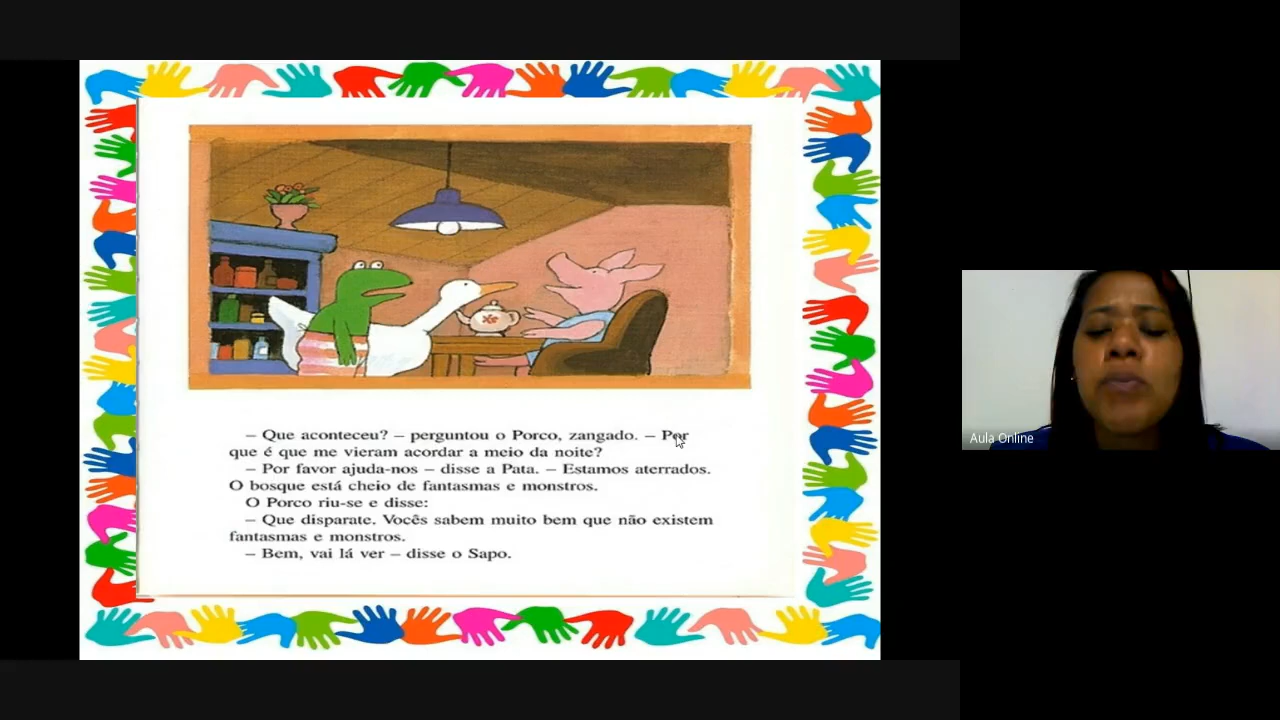 – Que aconteceu? – perguntou o Porco, zangado. – Por
que é que me vieram acordar a meio da noite?
– Por favor ajuda-nos – disse a Pata. – Estamos aterrados.
O bosque está cheio de fantasmas e monstros.
O Porco riu-se e disse:
– Que disparate. Vocês sabem muito bem que não existem
fantasmas e monstros.
– Bem, vai lá ver – disse o Sapo.
Aula Online